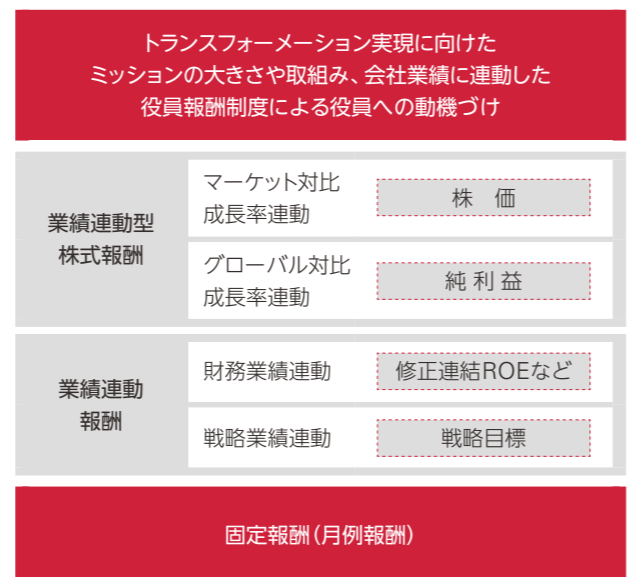 トランスフォーメーション実現に向けた
ミッションの大きさや取組み、会社業績に連動した
役員報酬制度による役員への動機づけ
業績連動型
株式報酬
マーケット対比
成長率連動
株 価
グローバル対比
成長率連動
純利益
業績連動
報酬
財務業績連動
修正連結ROEなど
戦略業績連動
戦略目標
固定報酬(月例報酬)